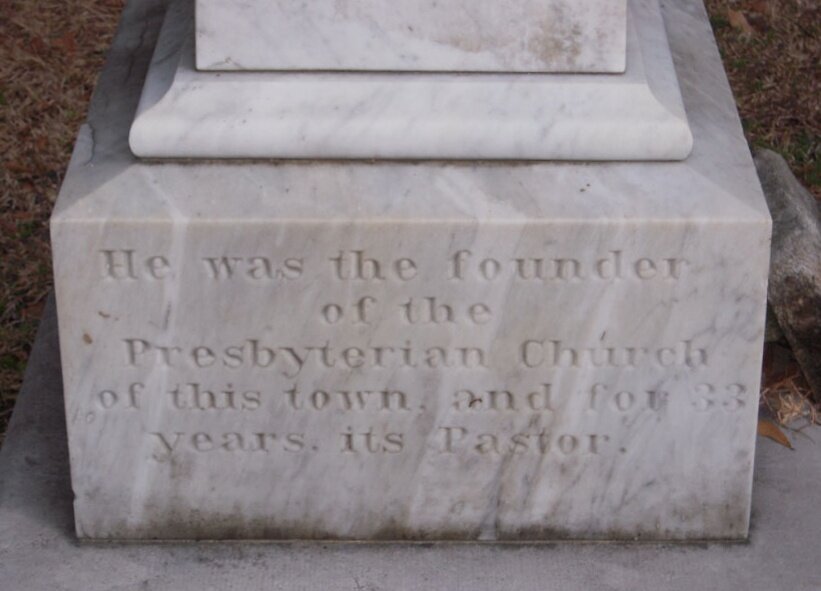 He was the founder
of the
Presbyterian Church
of this town, and for 33
years, its Pastor.